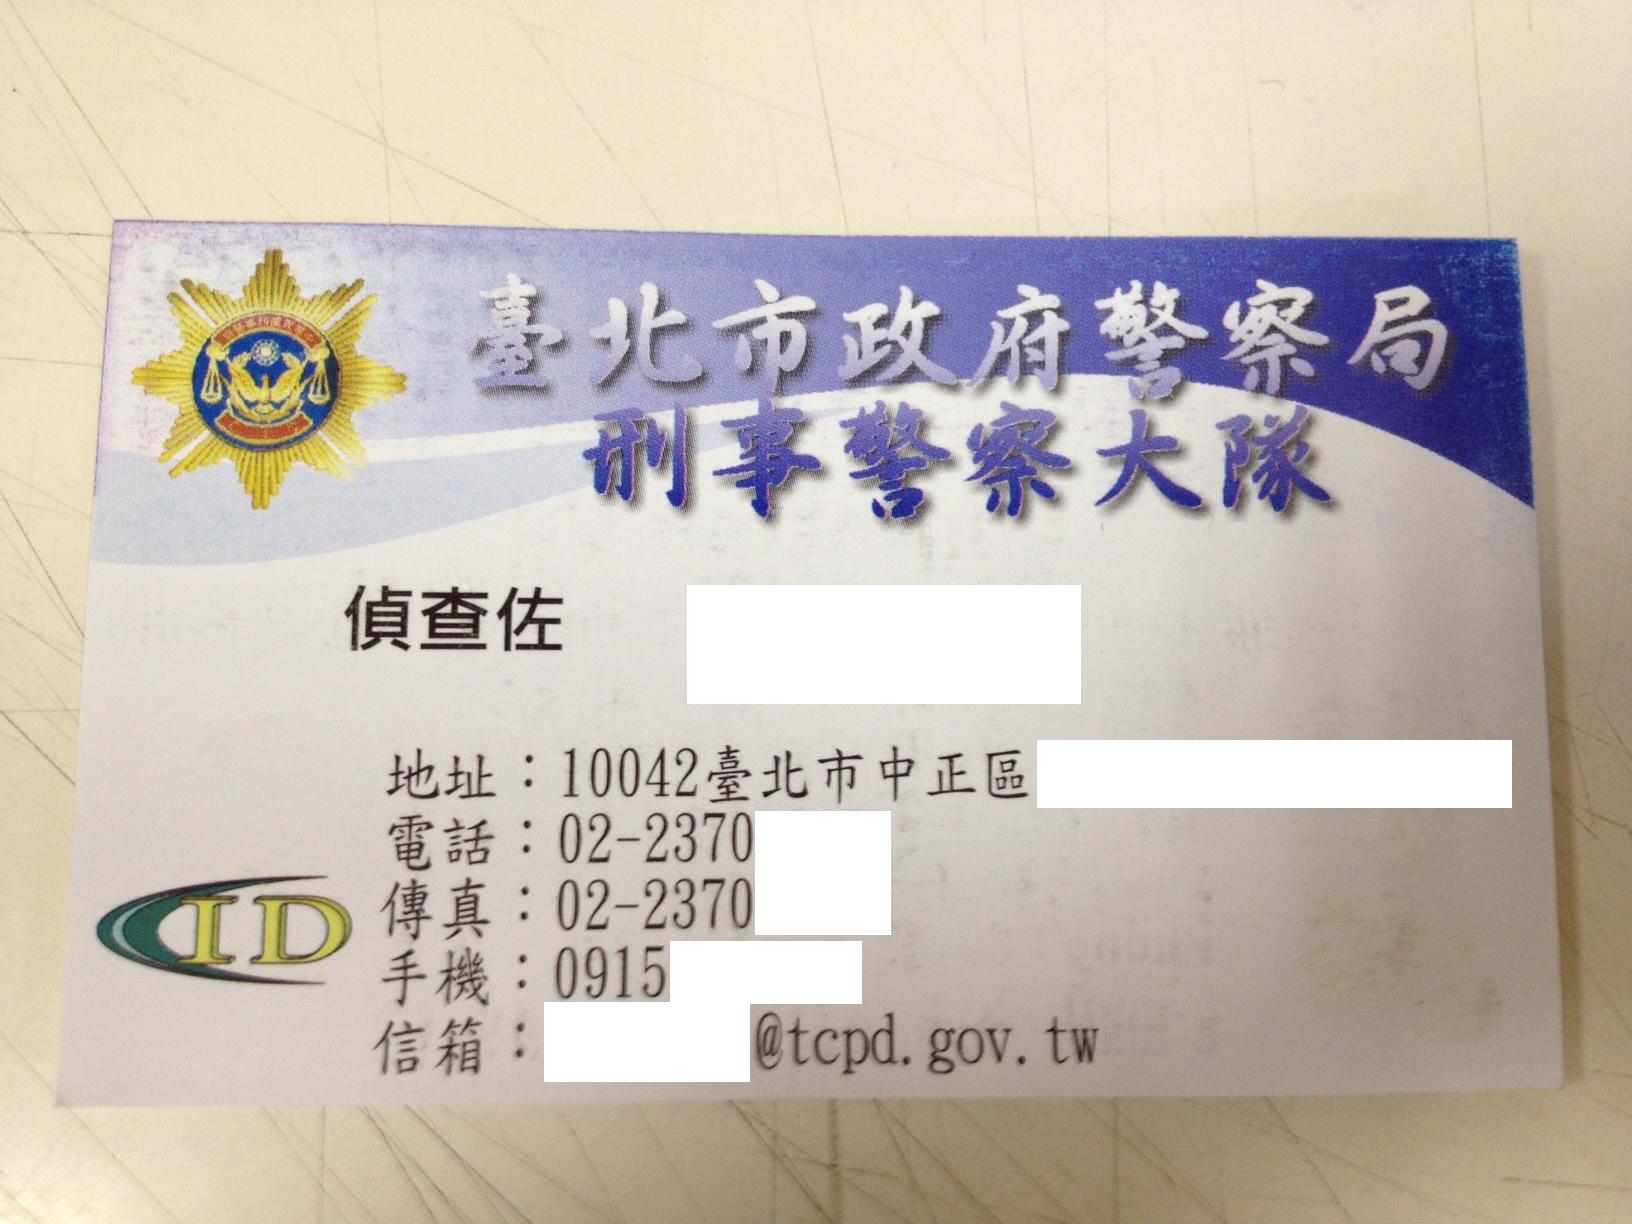 臺北市政府警察局
刑事警察大隊
偵查佐
地址：10042臺北市中正區
電話：02-2370
傳真：02-2370
手機：0915
信箱：@tcpd.gov.tw
CID